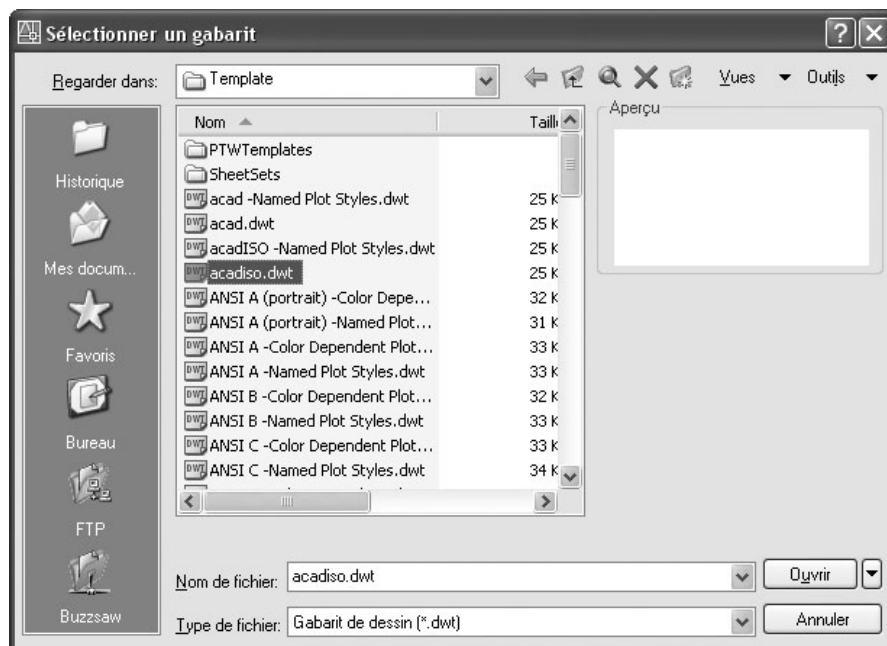 Sélectionner un gabarit
Regarder dans:
Template
Vues
Outils
Historique
Mes docum...
Favoris
Bureau
FTP
Buzzsaw
Nom
Taill
PTWTemplates
SheetSets
acad -Named Plot Styles.dwt 25 K
acad.dwt 25 K
acadISO -Named Plot Styles.dwt 25 K
acadiso.dwt 25 K
ANSI A (portrait) -Color Depe... 32 K
ANSI A (portrait) -Named Plot... 31 K
ANSI A -Color Dependent Plot... 33 K
ANSI A -Named Plot Styles.dwt 33 K
ANSI B -Color Dependent Plot... 32 K
ANSI B -Named Plot Styles.dwt 33 K
ANSI C -Color Dependent Plot... 33 K
ANSI C -Named Plot Styles.dwt 34 K
Aperçu
Nom de fichier: acadiso.dwt
Ouvrir
Type de fichier: Gabarit de dessin (*.dwt)
Annuler